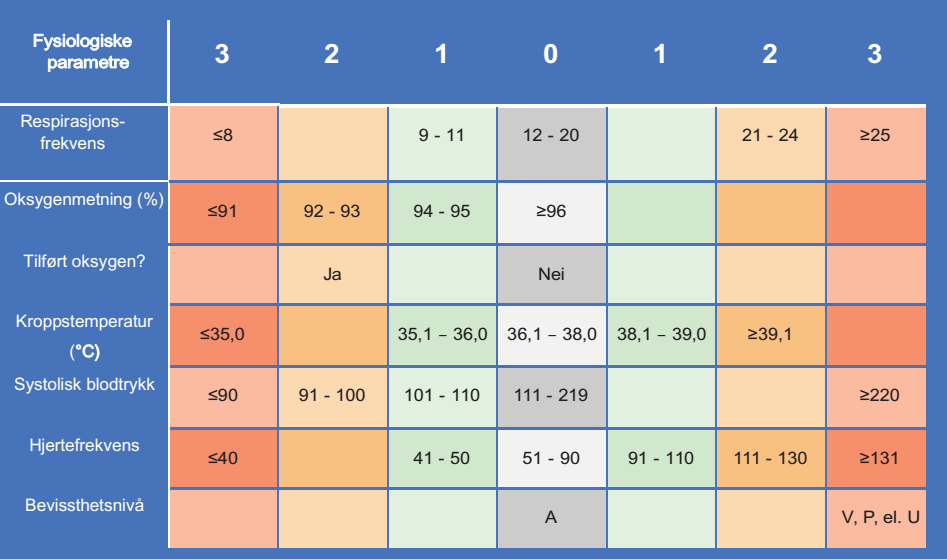 Fysiologiske
parametre
3 2 1 0 1 2 3
Respirasjons-
frekvens
≤8 9 - 11 12 - 20 21 - 24 ≥25
Oksygenmetning (%)
≤91 92 - 93 94 - 95 ≥96
Tilført oksygen?
Ja Nei
Kroppstemperatur
(°C)
≤35,0 35,1 – 36,0 36,1 – 38,0 38,1 – 39,0 ≥39,1
Systolisk blodtrykk
≤90 91 - 100 101 - 110 111 - 219 ≥220
Hjertefrekvens
≤40 41 - 50 51 - 90 91 - 110 111 - 130 ≥131
Bevissthetsnivå
A V, P, el. U